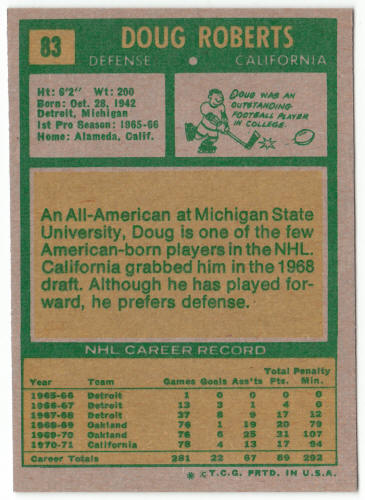 83 DOUG ROBERTS
DEFENSE • CALIFORNIA
Ht: 6'2" Wt: 200
Born: Oct. 28, 1942
Detroit, Michigan
1st Pro Season: 1965-66
Home: Alameda, Calif.
DOUG WAS AN
OUTSTANDING
FOOTBALL PLAYER
IN COLLEGE.
An All-American at Michigan State
University, Doug is one of the few
American-born players in the NHL.
California grabbed him in the 1968
draft. Although he has played for-
ward, he prefers defense.
NHL CAREER RECORD
Total Penalty
Year Team Games Goals Ass'ts Pts. Min.
1965-66 Detroit 1 0 0 0 0
1966-67 Detroit 13 3 1 4 0
1967-68 Detroit 37 8 9 17 12
1968-69 Oakland 76 1 19 20 79
1969-70 Oakland 76 6 25 31 107
1970-71 California 78 4 13 17 94
Career Totals 281 22 67 89 292
* © T.C.G. PRTD. IN U.S.A.